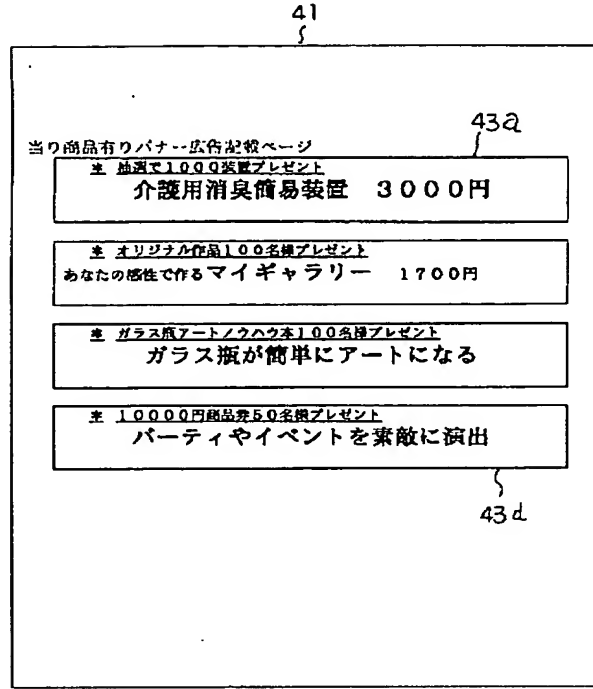 41
43a
当り商品有りバナー広告記載ページ
* 抽選で1000装置プレゼント
介護用消臭簡易装置 3000円
* オリジナル作品100名様プレゼント
あなたの感性で作るマイギャラリー 1700円
* ガラス瓶アートノウハウ本100名様プレゼント
ガラス瓶が簡単にアートになる
* 10000円商品券50名様プレゼント
パーティやイベントを素敵に演出
43d